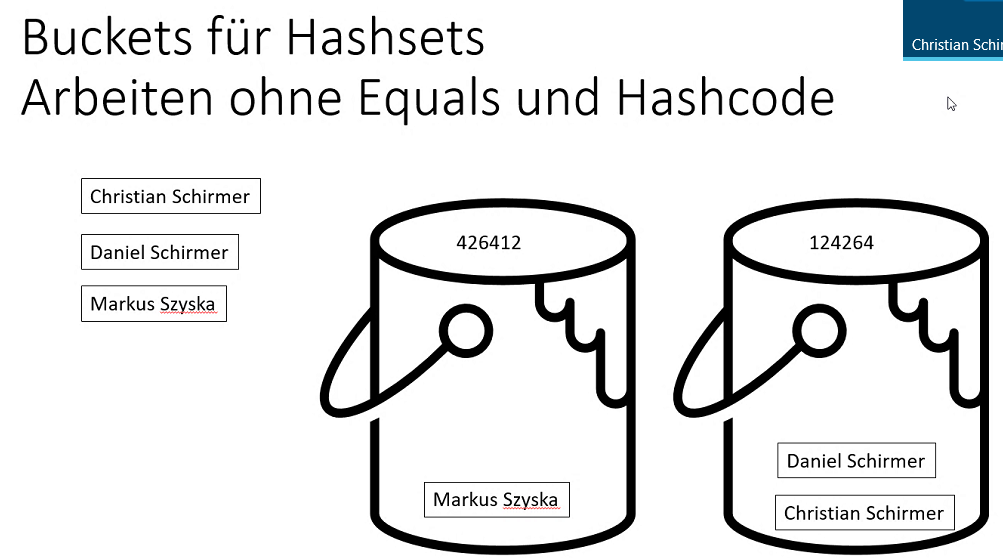 Buckets für Hashsets
Arbeiten ohne Equals und Hashcode
Christian Schir
Christian Schirmer
Daniel Schirmer
Markus Szyska
426412
124264
Markus Szyska
Daniel Schirmer
Christian Schirmer